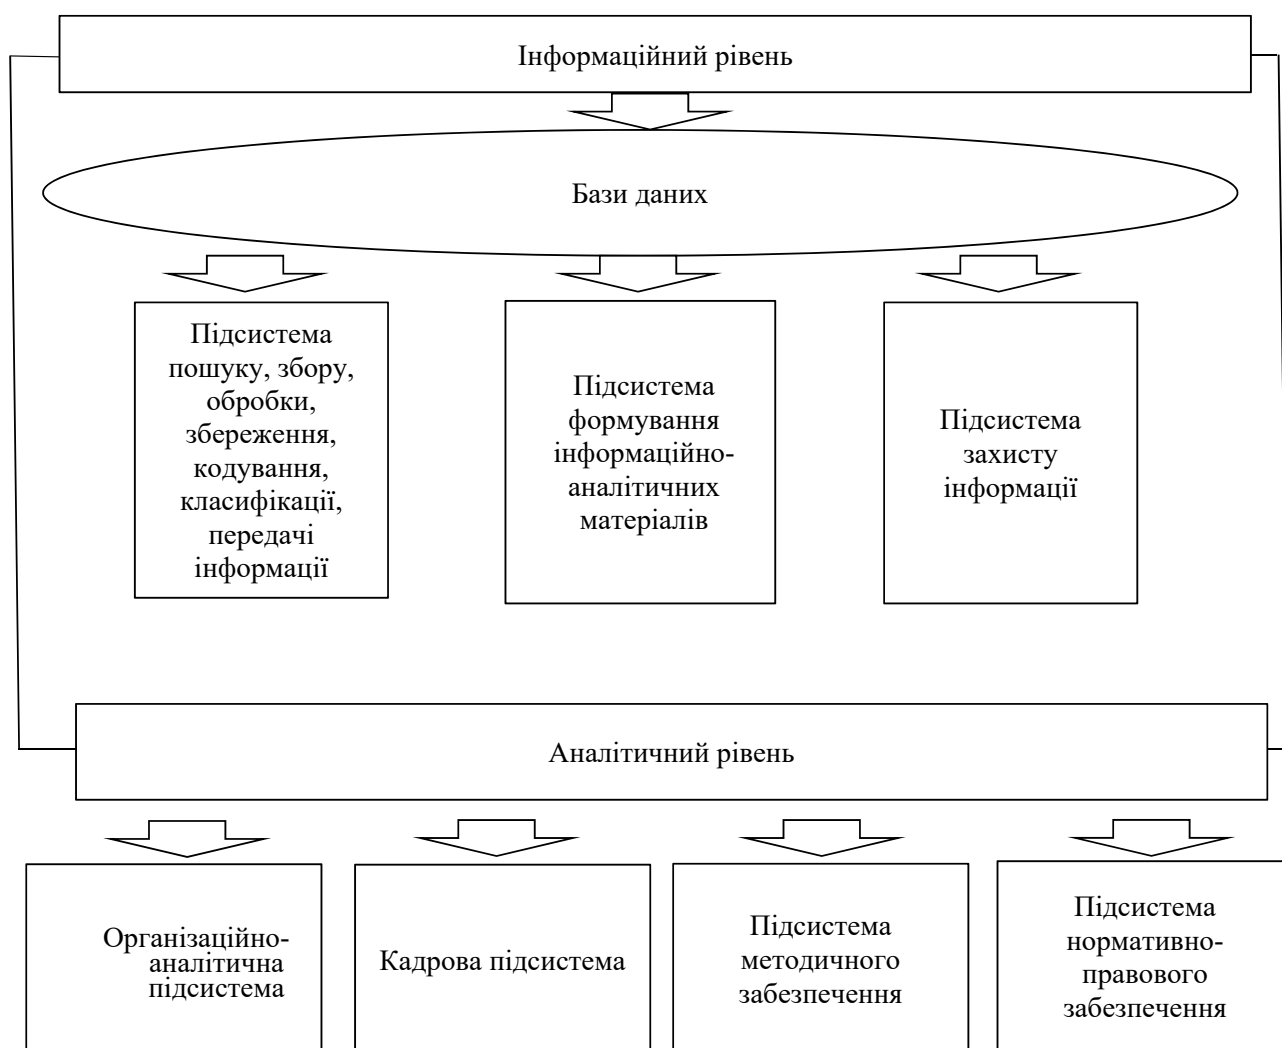 Інформаційний рівень
Бази даних
Підсистема
пошуку, збору,
обробки,
збереження,
кодування,
класифікації,
передачі
інформації
Підсистема
формування
інформаційно-
аналітичних
матеріалів
Підсистема
захисту
інформації
Аналітичний рівень
Організаційно-
аналітична
підсистема
Кадрова підсистема
Підсистема
методичного
забезпечення
Підсистема
нормативно-
правового
забезпечення